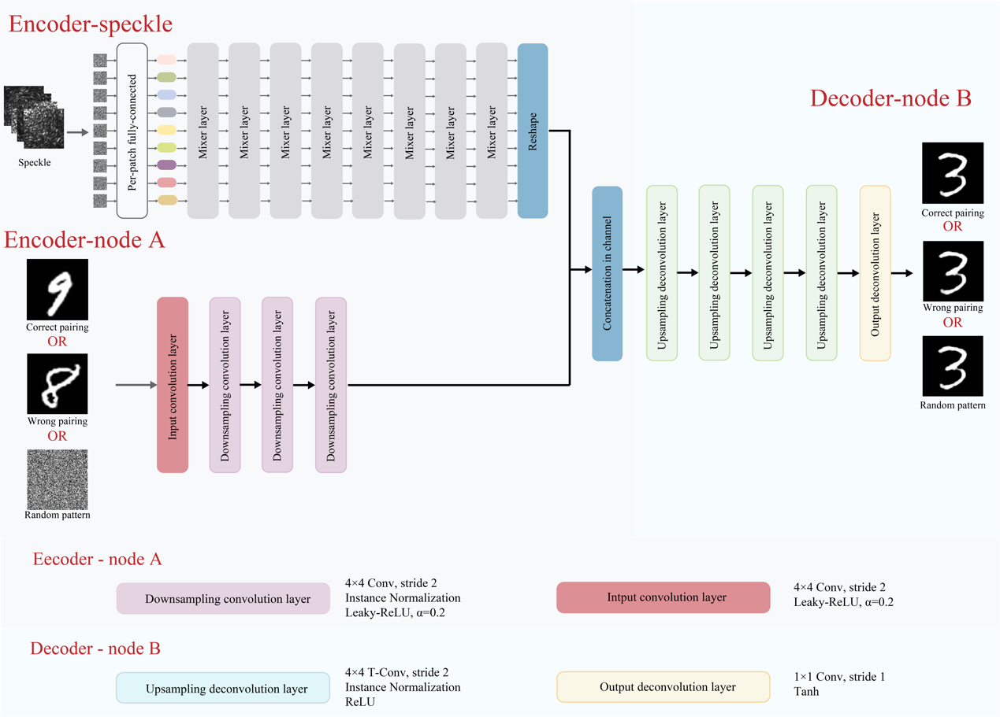 Encoder-speckle
Speckle
Per-patch fully-connected
Mixer layer
Mixer layer
Mixer layer
Mixer layer
Mixer layer
Mixer layer
Mixer layer
Mixer layer
Reshape
Encoder-node A
Correct pairing
OR
Wrong pairing
OR
Random pattern
Input convolution layer
Downsampling convolution layer
Downsampling convolution layer
Downsampling convolution layer
Concatenation in channel
Upsampling deconvolution layer
Upsampling deconvolution layer
Upsampling deconvolution layer
Upsampling deconvolution layer
Output deconvolution layer
Decoder-node B
3
Correct pairing
OR
3
Wrong pairing
OR
3
Random pattern
9
8
Eecoder - node A
Downsampling convolution layer
4×4 Conv, stride 2
Instance Normalization
Leaky-ReLU, α=0.2
Intput convolution layer
4×4 Conv, stride 2
Leaky-ReLU, α=0.2
Decoder - node B
Upsampling deconvolution layer
4×4 T-Conv, stride 2
Instance Normalization
ReLU
Output deconvolution layer
1×1 Conv, stride 1
Tanh